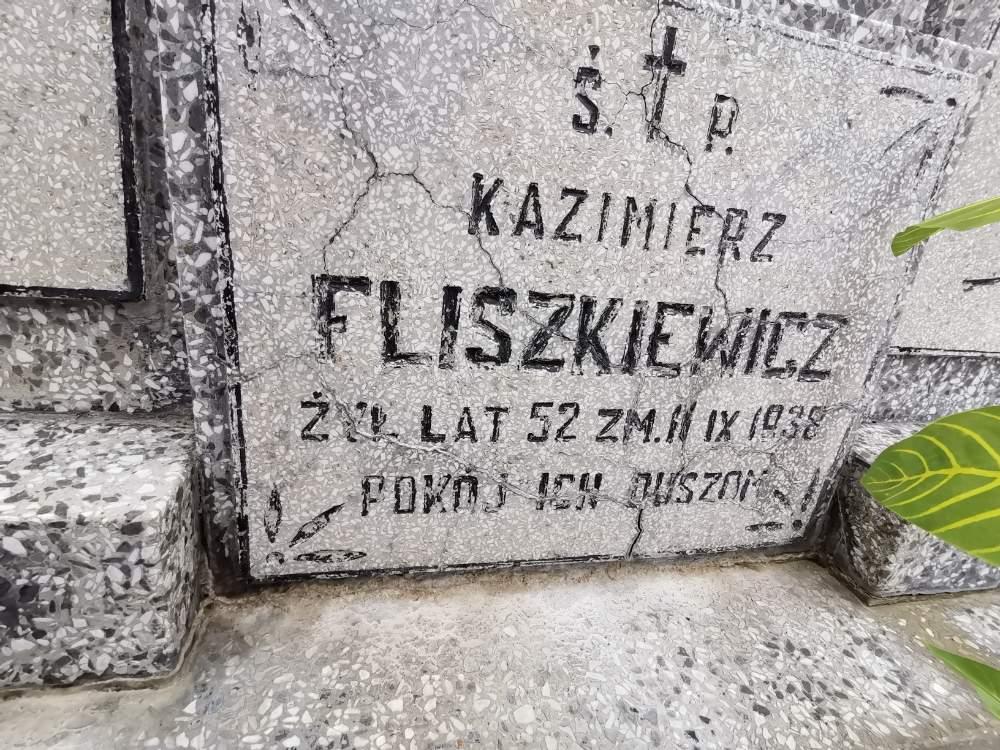 Ś. † P.
KAZIMIERZ
FLISZKIEWICZ
ŻYŁ LAT 52 ZM. 11 IX 1938
POKÓJ ICH DUSZOM